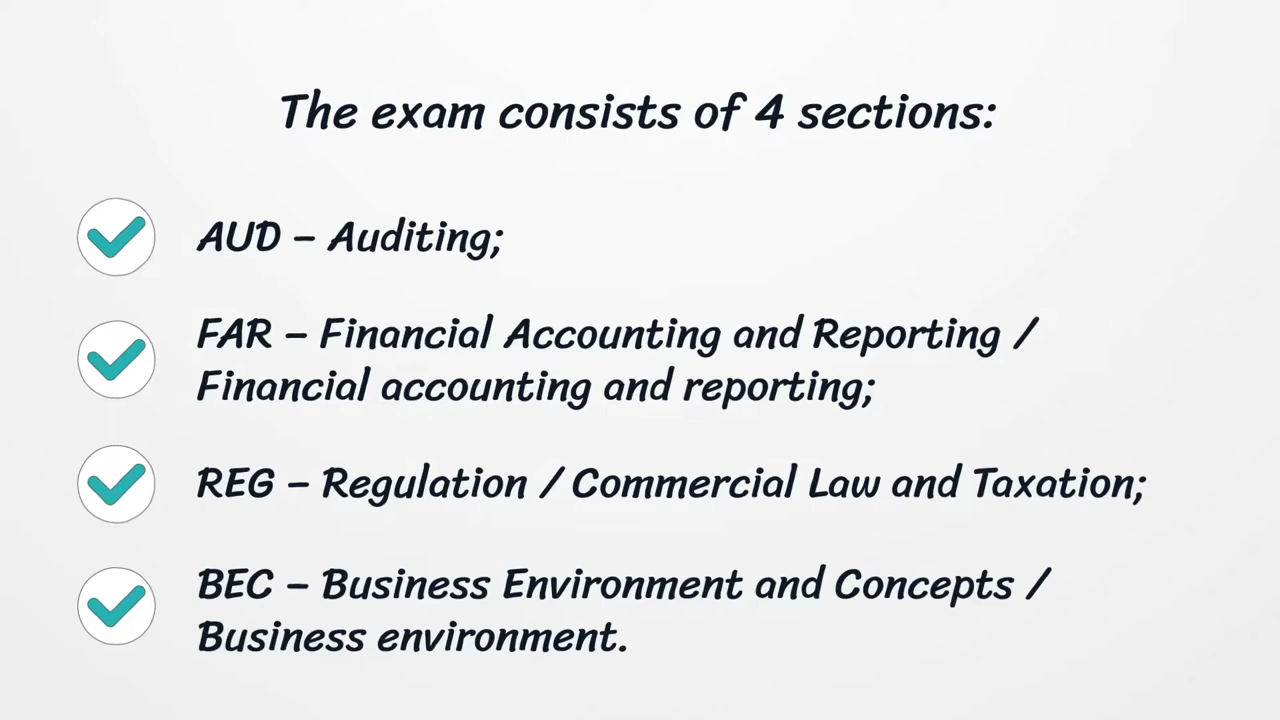 The exam consists of 4 sections:
AUD – Auditing;
FAR – Financial Accounting and Reporting /
Financial accounting and reporting;
REG – Regulation / Commercial Law and Taxation;
BEC – Business Environment and Concepts /
Business environment.